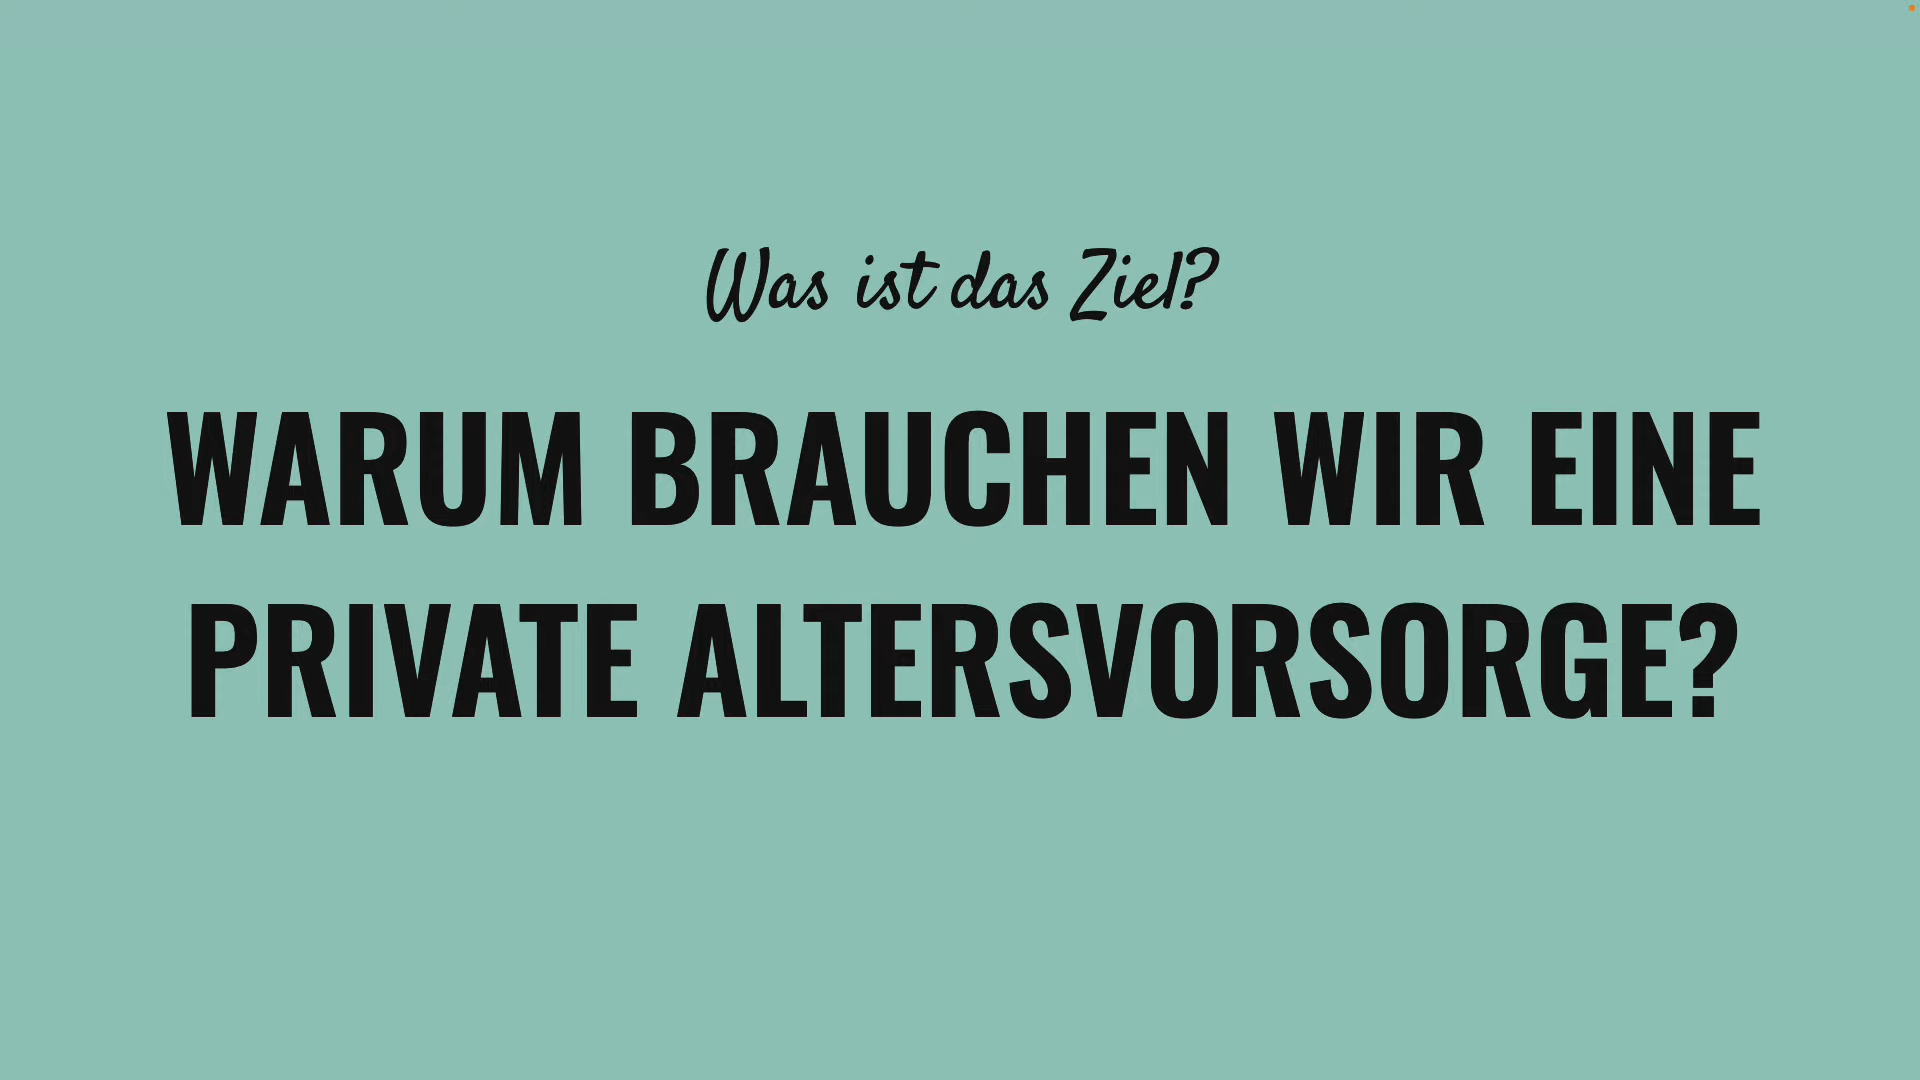 Was ist das Ziel?
WARUM BRAUCHEN WIR EINE
PRIVATE ALTERSVORSORGE?